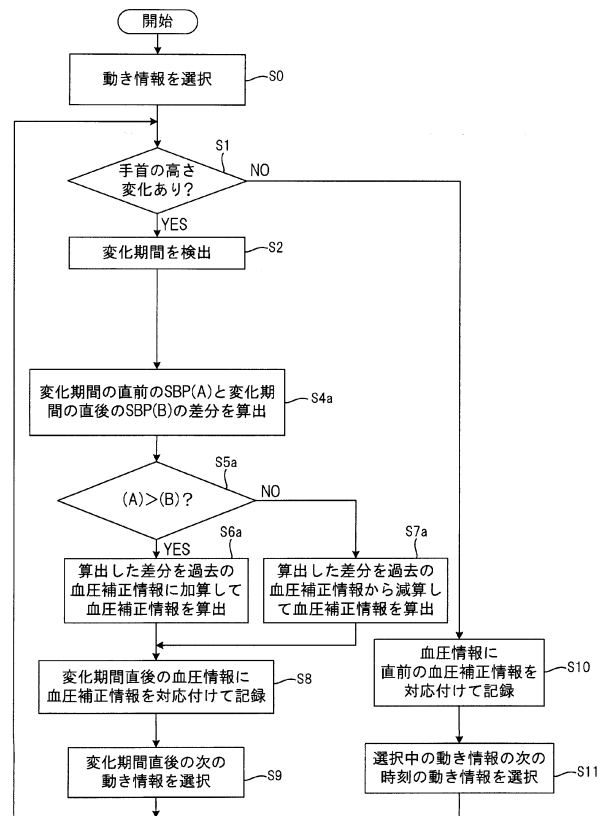 開始
動き情報を選択
S0
S1
手首の高さ
変化あり?
NO
YES
変化期間を検出
S2
変化期間の直前のSBP(A)と変化期
間の直後のSBP(B)の差分を算出
S4a
S5a
(A)>(B)?
NO
YES
S6a
S7a
算出した差分を過去の
血圧補正情報に加算して
血圧補正情報を算出
算出した差分を過去の
血圧補正情報から減算し
て血圧補正情報を算出
変化期間直後の血圧情報に
血圧補正情報を対応付けて記録
S8
血圧情報に
直前の血圧補正情報を
対応付けて記録
S10
変化期間直後の次の
動き情報を選択
S9
選択中の動き情報の次の
時刻の動き情報を選択
S11